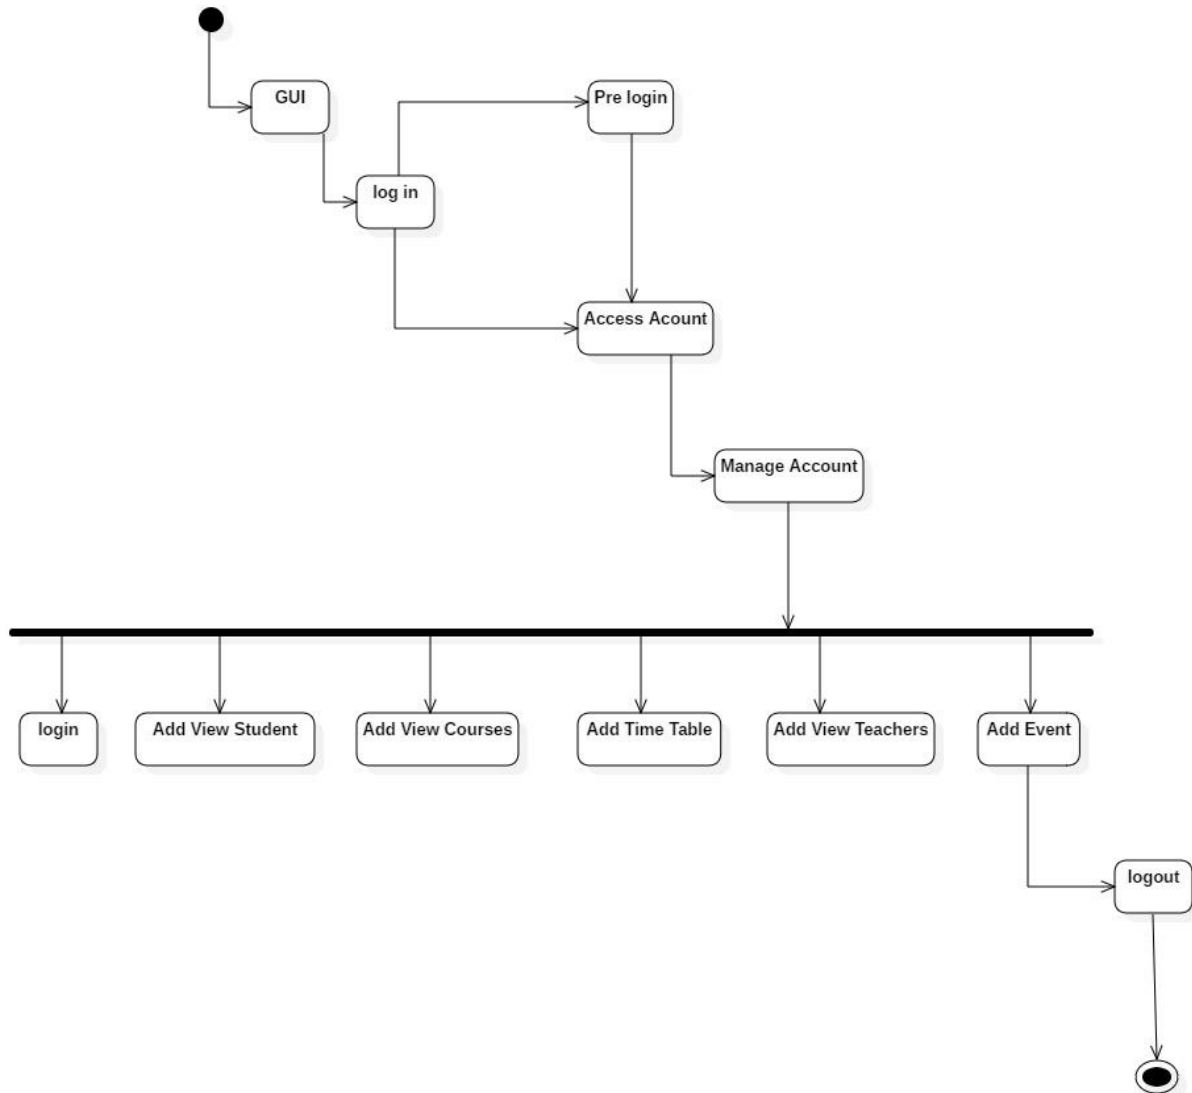 GUI
Pre login
log in
Access Acount
Manage Account
login
Add View Student
Add View Courses
Add Time Table
Add View Teachers
Add Event
logout